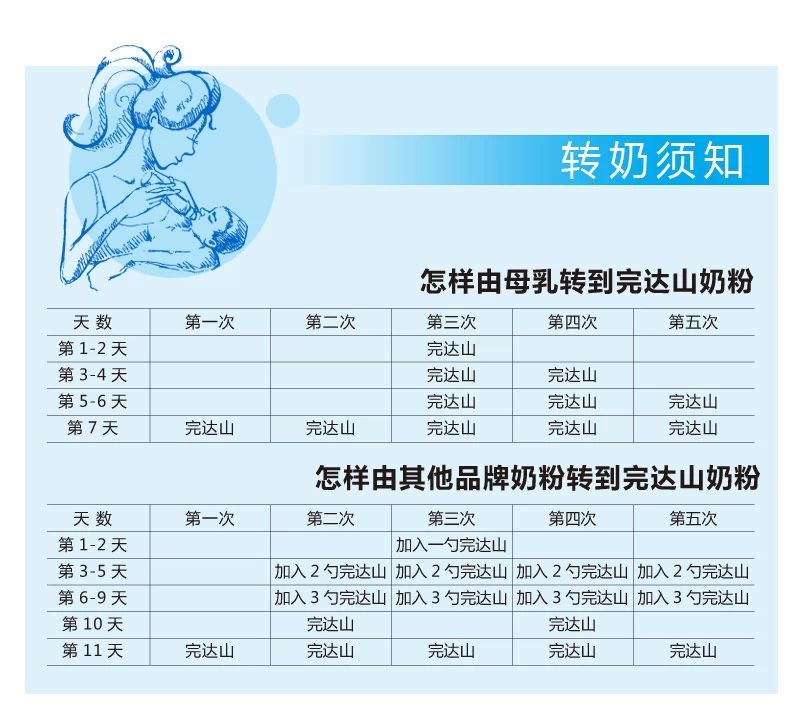 转奶须知
怎样由母乳转到完达山奶粉
天 数 第一次 第二次 第三次 第四次 第五次
第 1-2 天 完达山
第 3-4 天 完达山 完达山
第 5-6 天 完达山 完达山 完达山
第 7 天 完达山 完达山 完达山 完达山 完达山
怎样由其他品牌奶粉转到完达山奶粉
天 数 第一次 第二次 第三次 第四次 第五次
第 1-2 天 加入一勺完达山
第 3-5 天 加入 2 勺完达山 加入 2 勺完达山 加入 2 勺完达山 加入 2 勺完达山
第 6-9 天 加入 3 勺完达山 加入 3 勺完达山 加入 3 勺完达山 加入 3 勺完达山
第 10 天 完达山 完达山
第 11 天 完达山 完达山 完达山 完达山 完达山